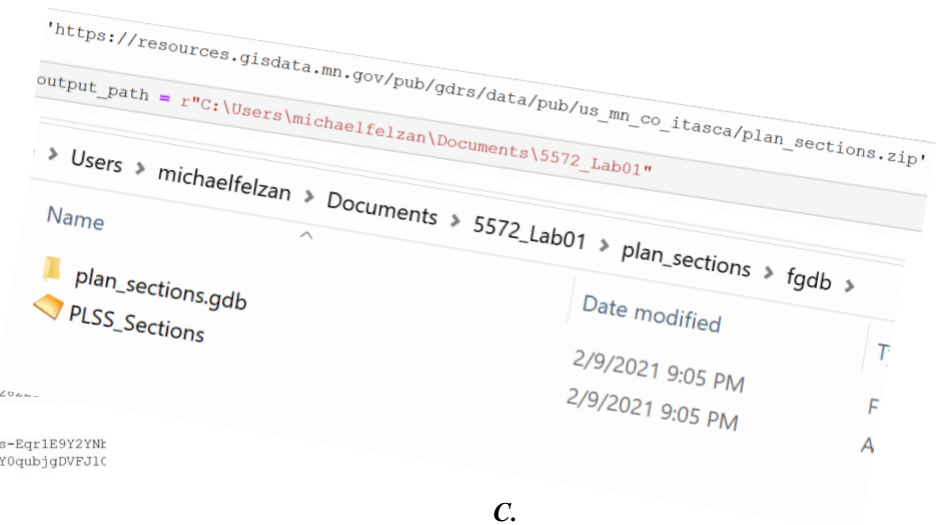 'https://resources.gisdata.mn.gov/pub/gdrs/data/pub/us_mn_co_itasca/plan_sections.zip'
output_path = r"C:\Users\michaelfelzan\Documents\5572_Lab01"
> Users > michaelfelzan > Documents > 5572_Lab01 > plan_sections > fgdb >
Name Date modified
plan_sections.gdb 2/9/2021 9:05 PM F
PLSS_Sections 2/9/2021 9:05 PM A
s-Eqr1E9Y2YNb
C.